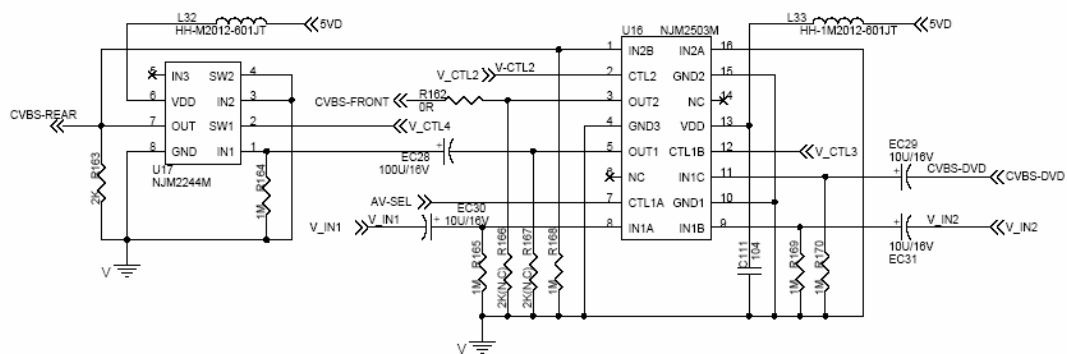 L32
HH-M2012-601JT
5VD
U16 NJM2503M
L33
HH-1M2012-601JT
5VD
1 IN2B IN2A 16
V_CTL2 V-CTL2 2 CTL2 GND2 15
CVBS-FRONT R162 0R 3 OUT2 NC 14
4 GND3 VDD 13
5 OUT1 CTL1B 12 V_CTL3
6 NC IN1C 11
AV-SEL 7 CTL1A GND1 10
8 IN1A IN1B 9
5 IN3 SW2 4
6 VDD IN2 3
CVBS-REAR 7 OUT SW1 2 V_CTL4
8 GND IN1 1
U17
NJM2244M
2K R163
1M R164
EC28
100U/16V
V_IN1 V_IN1 EC30
10U/16V
1M R165
2K(N.C) R166
2K(N.C) R167
1M R168
C111
104
1M R169
R170
EC29
10U/16V
CVBS-DVD CVBS-DVD
V_IN2 V_IN2
10U/16V
EC31
V
V